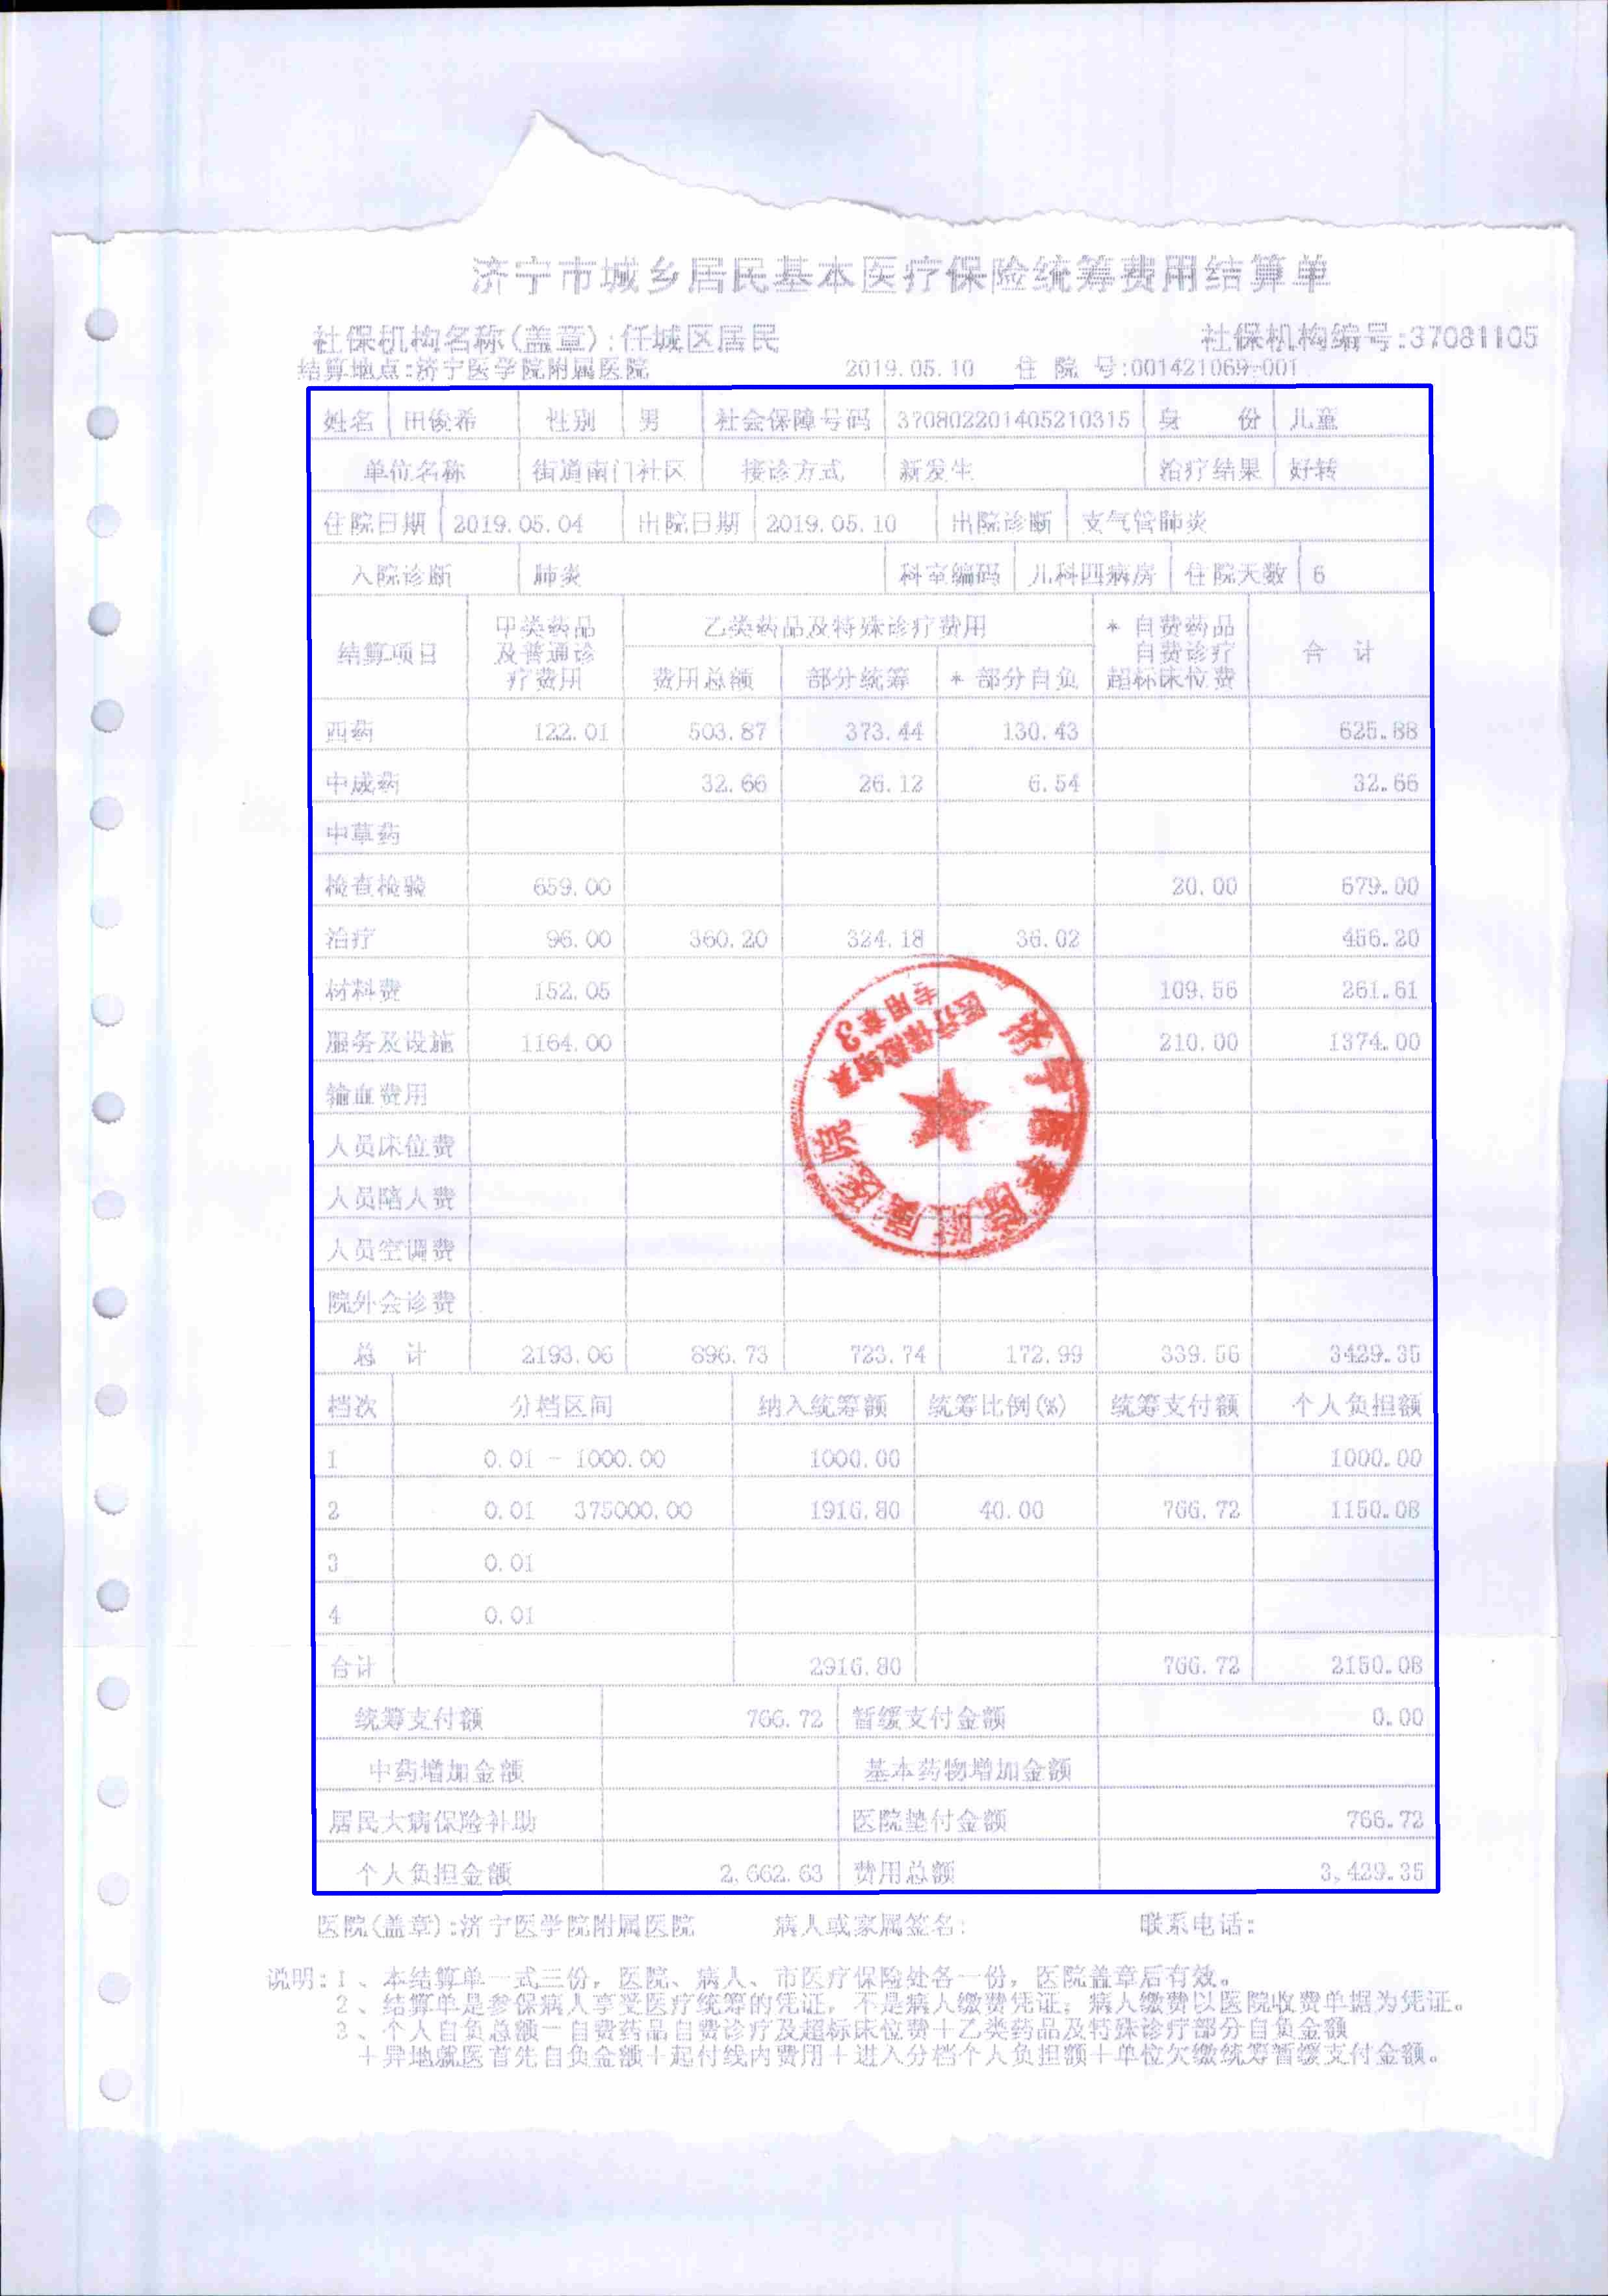 济宁市城乡居民基本医疗保险统筹费用结算单
社保机构名称(盖章):任城区居民 社保机构编号:37081105
结算地点:济宁医学院附属医院 2019.05.10 住 院 号:001421069-001
姓名 田俊希 性别 男 社会保障号码 370802201405210315 身 份 儿童
单位名称 街道南门社区 接诊方式 新发生 治疗结果 好转
住院日期 2019.05.04 出院日期 2019.05.10 出院诊断 支气管肺炎
入院诊断 肺炎 科室编码 儿科四病房 住院天数 6
结算项目 甲类药品及普通诊疗费用 乙类药品及特殊诊疗费用 * 自费药品自费诊疗超标床位费 合 计
费用总额 部分统筹 * 部分自负
西药 122.01 503.87 373.44 130.43 625.88
中成药 32.66 26.12 6.54 32.66
中草药
检查检验 659.00 20.00 679.00
治疗 96.00 360.20 324.18 36.02 456.20
材料费 152.05 109.56 261.61
服务及设施 1164.00 210.00 1374.00
输血费用
人员床位费
人员陪人费
人员空调费
院外会诊费
总 计 2193.06 896.73 723.74 172.99 339.56 3429.35
档次 分档区间 纳入统筹额 统筹比例(%) 统筹支付额 个人负担额
1 0.01 - 1000.00 1000.00 1000.00
2 0.01 375000.00 1916.80 40.00 766.72 1150.08
3 0.01
4 0.01
合计 2916.80 766.72 2150.08
统筹支付额 766.72 暂缓支付金额 0.00
中药增加金额 基本药物增加金额
居民大病保险补助 医院垫付金额 766.72
个人负担金额 2,662.63 费用总额 3,429.35
医院(盖章):济宁医学院附属医院 病人或家属签名: 联系电话:
说明:1、本结算单一式三份，医院、病人、市医疗保险处各一份，医院盖章后有效。
2、结算单是参保病人享受医疗统筹的凭证，不是病人缴费凭证，病人缴费以医院收费单据为凭证。
3、个人自负总额＝自费药品自费诊疗及超标床位费＋乙类药品及特殊诊疗部分自负金额
＋异地就医首先自负金额＋起付线内费用＋进入分档个人负担额＋单位欠缴统筹暂缓支付金额。